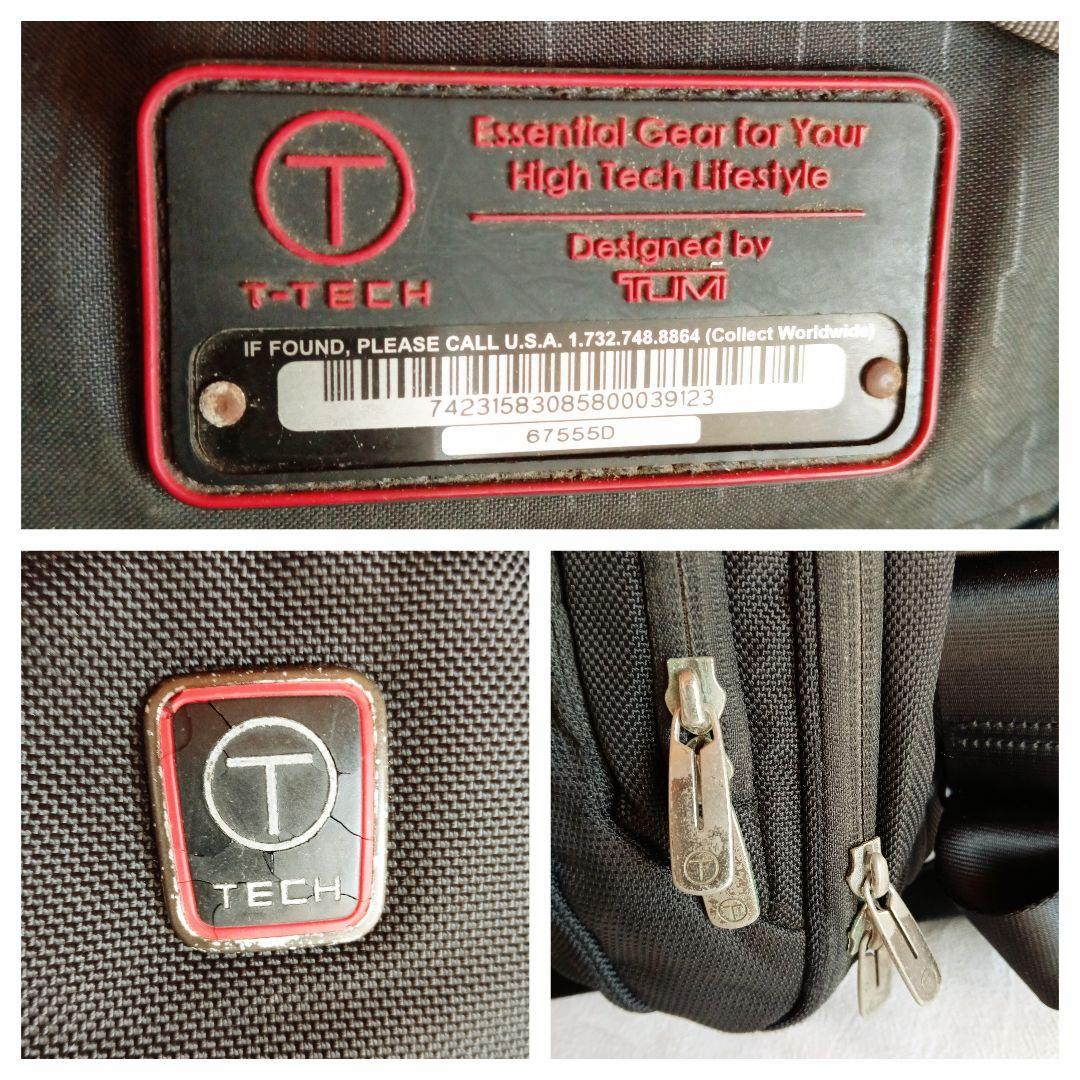 T
T-TECH
Essential Gear for Your
High Tech Lifestyle
Designed by
TUMI
IF FOUND, PLEASE CALL U.S.A. 1.732.748.8864 (Collect Worldwide)
74231583085800039123
67555D
T
TECH
T
T